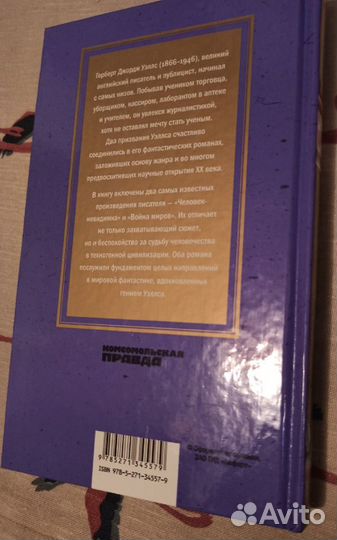 Герберт Джордж Уэллс (1866–1946), великий
английский писатель и публицист, начинал
с самых низов. Побывав учеником торговца,
уборщиком, кассиром, лаборантом в аптеке
и учителем, он увлекся журналистикой,
хотя не оставлял мечту стать ученым.
Два призвания Уэллса счастливо
соединились в его фантастических романах,
заложивших основу жанра и во многом
предвосхитивших научные открытия XX века.
В книгу включены два самых известных
произведения писателя — «Человек-
невидимка» и «Война миров». Их отличает
не только захватывающий сюжет,
но и беспокойство за судьбу человечества
в техногенной цивилизации. Оба романа
послужили фундаментом целых направлений
в мировой фантастике, вдохновленных
гением Уэллса.
КОМСОМОЛЬСКАЯ
ПРАВДА
9 785271 345579
ISBN 978-5-271-34557-9
Avito